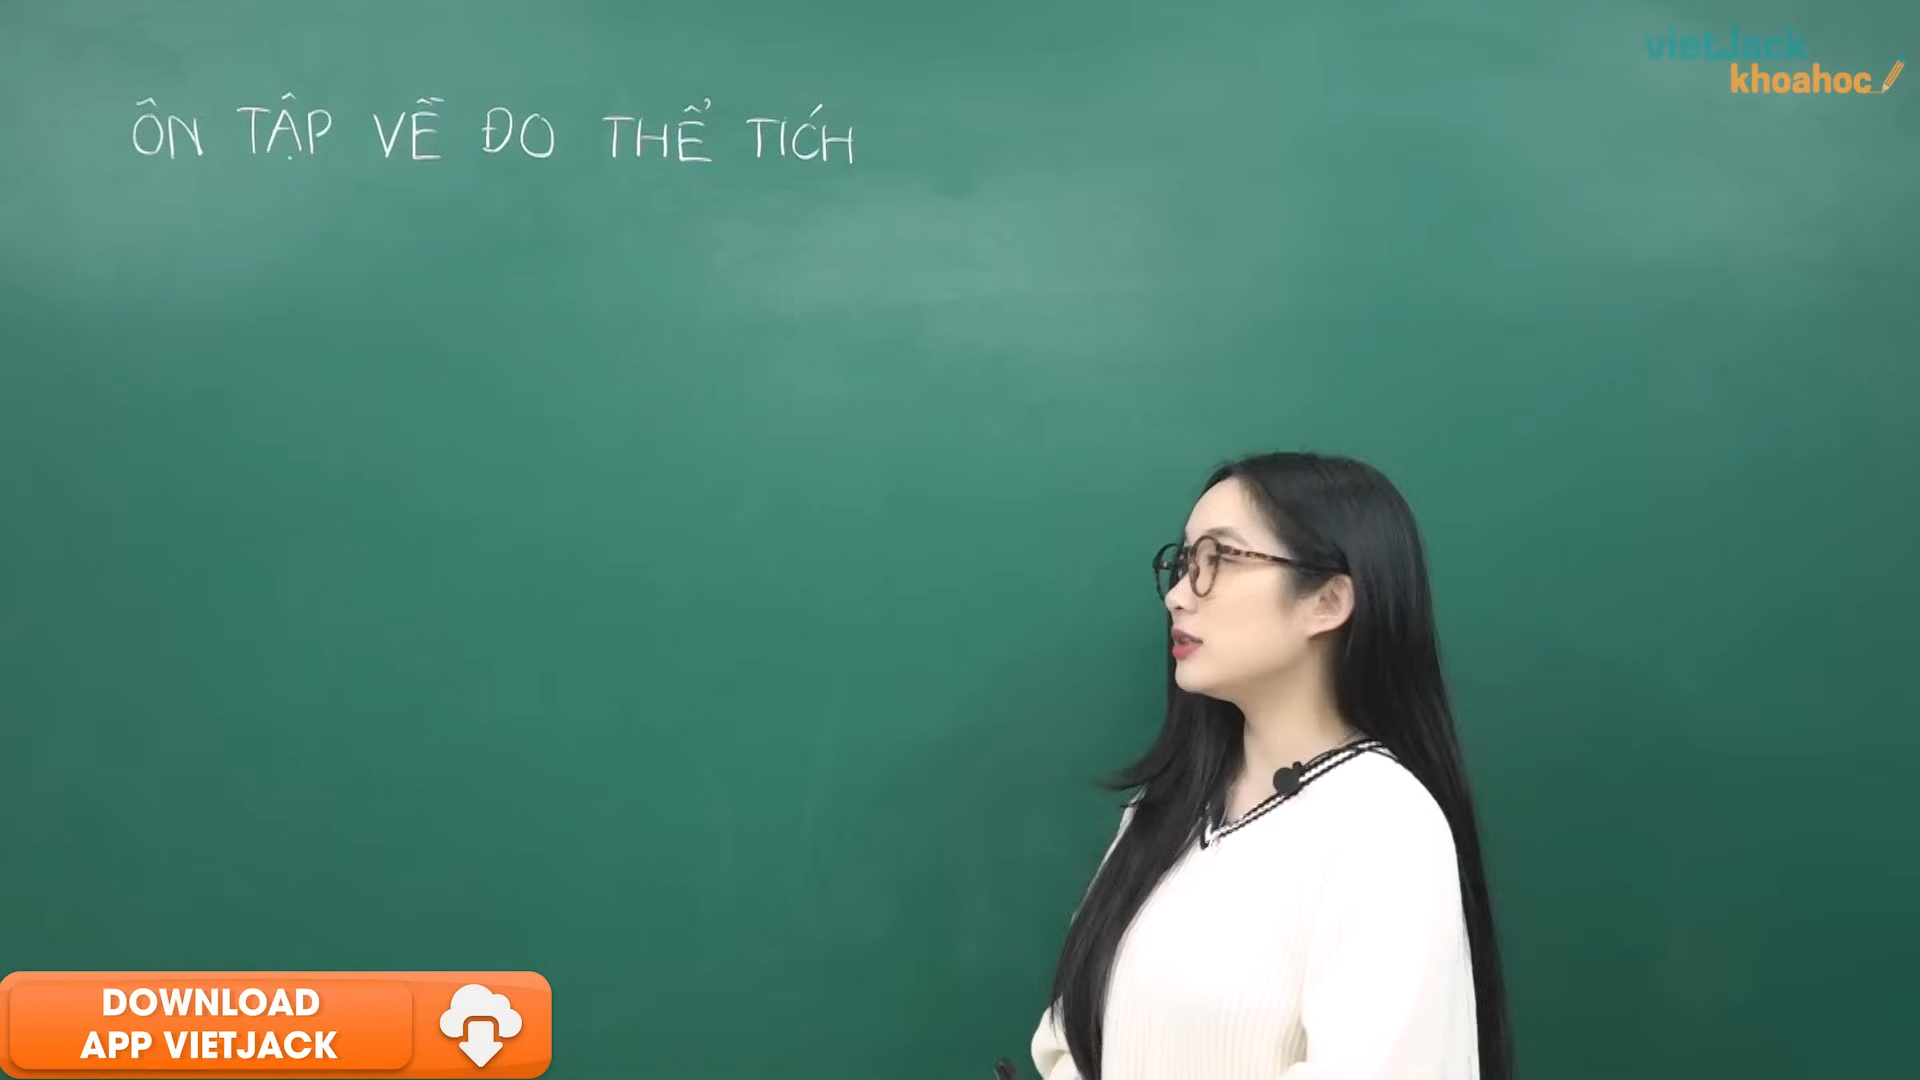 vietJack
khoahoc
ÔN TẬP VỀ ĐO THỂ TÍCH
DOWNLOAD
APP VIETJACK